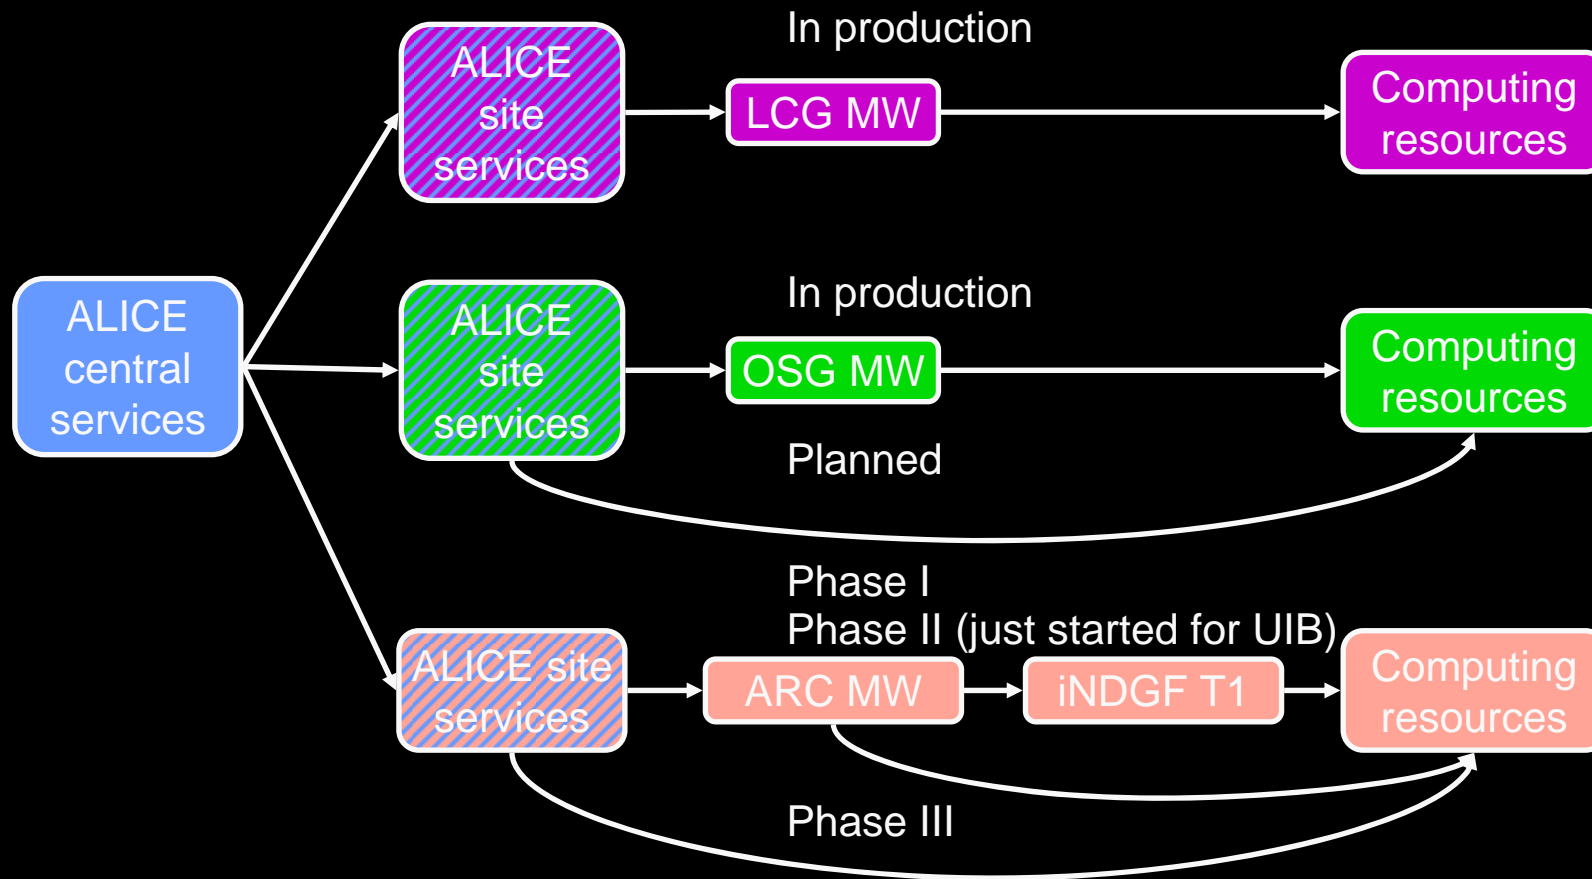 In production
ALICE
site
services
LCG MW
Computing
resources
ALICE
central
services
In production
ALICE
site
services
OSG MW
Computing
resources
Planned
Phase I
Phase II (just started for UIB)
ALICE site
services
ARC MW
iNDGF T1
Computing
resources
Phase III